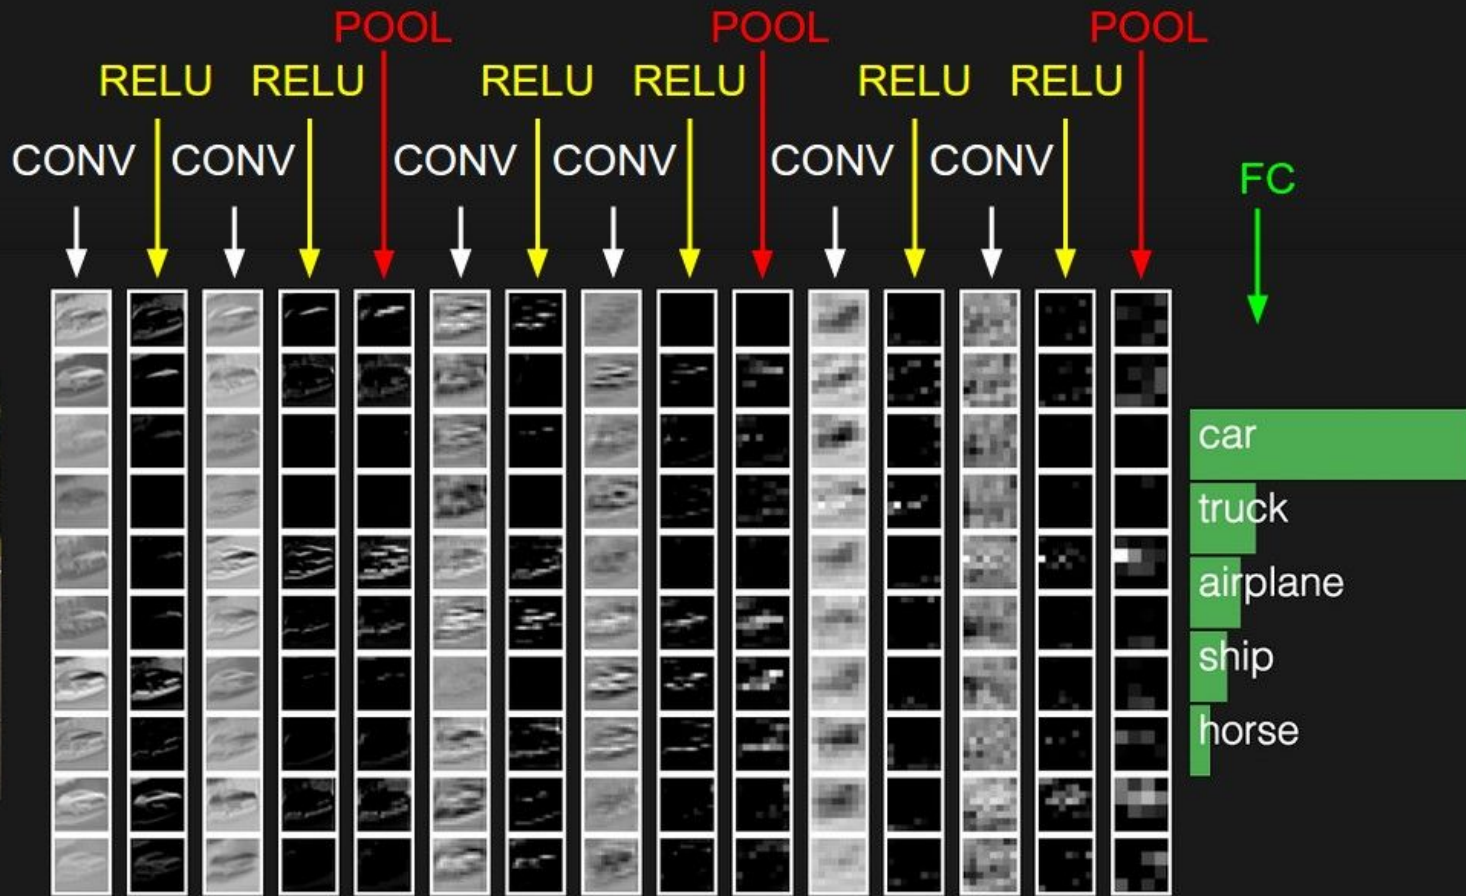 POOL POOL POOL
RELU RELU RELU RELU RELU RELU
CONV CONV CONV CONV CONV CONV
FC
car
truck
airplane
ship
horse